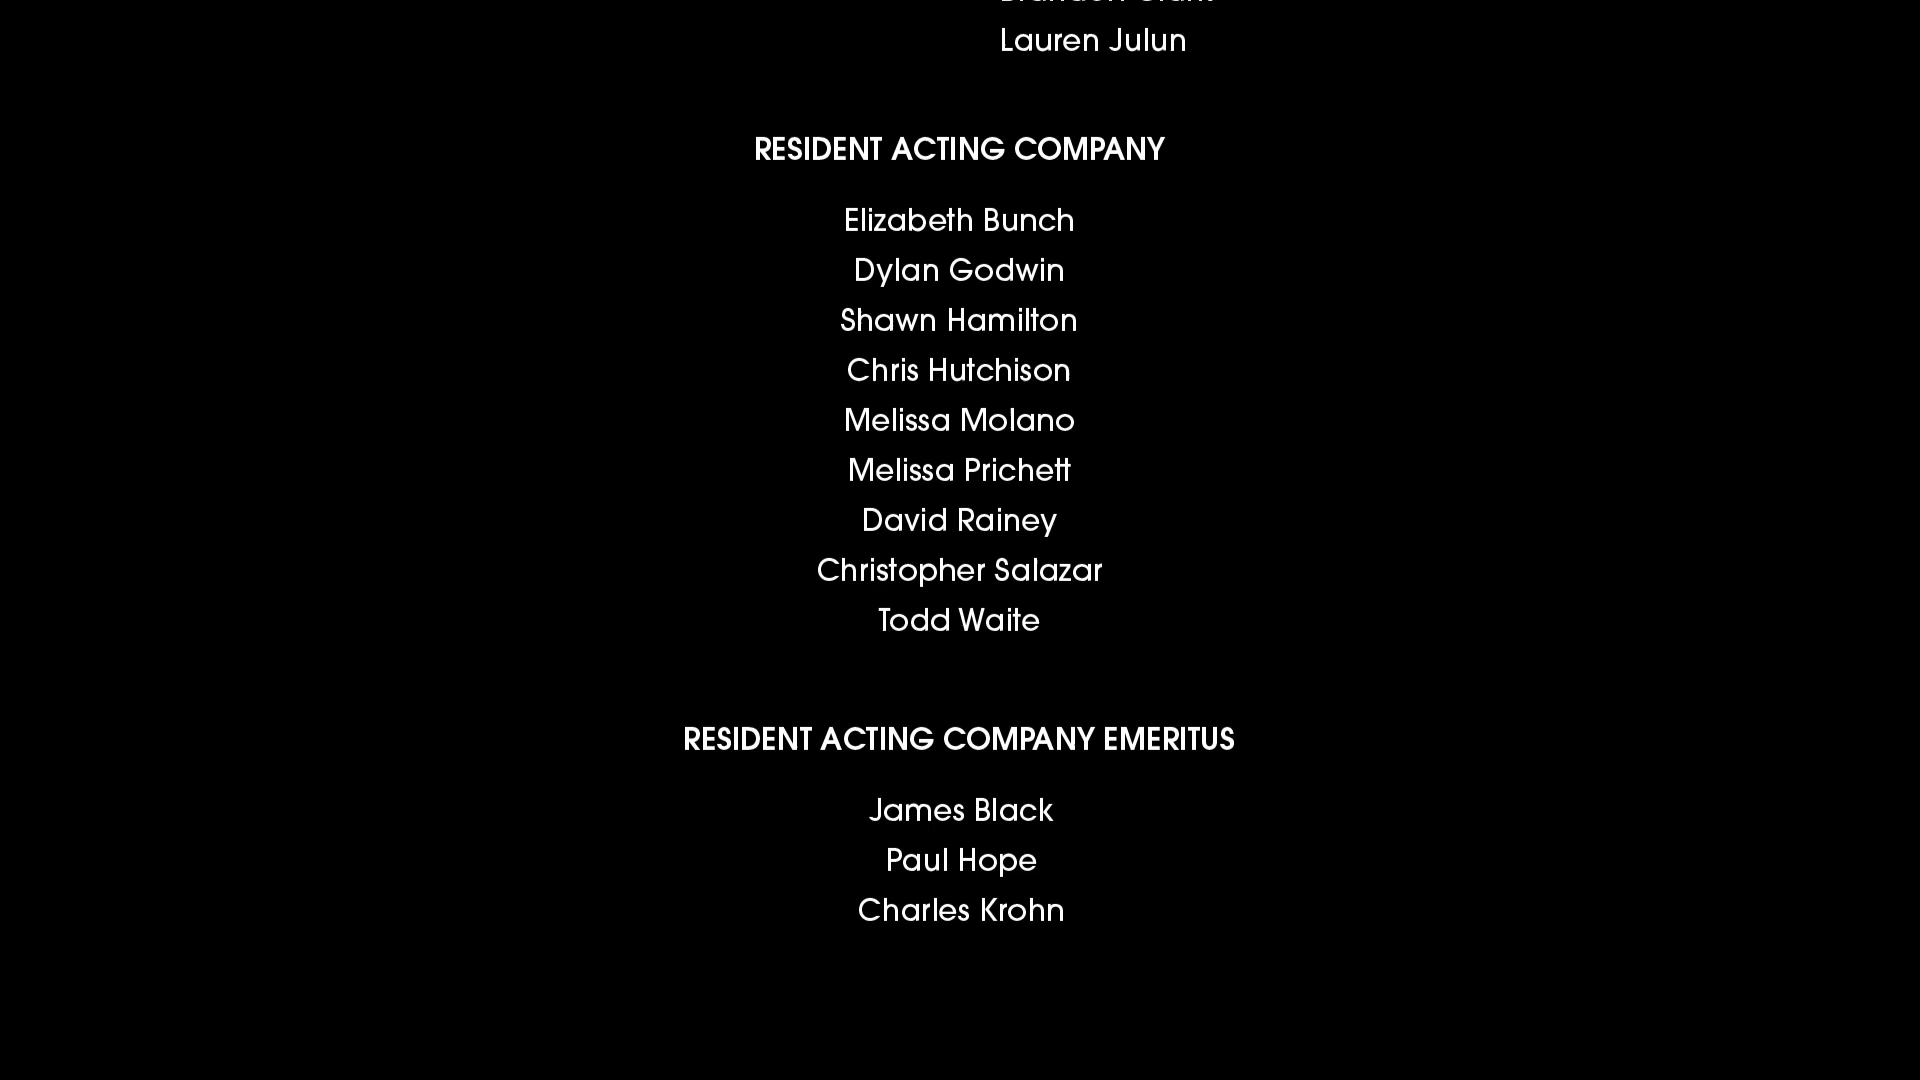 Lauren Julun
RESIDENT ACTING COMPANY
Elizabeth Bunch
Dylan Godwin
Shawn Hamilton
Chris Hutchison
Melissa Molano
Melissa Prichett
David Rainey
Christopher Salazar
Todd Waite
RESIDENT ACTING COMPANY EMERITUS
James Black
Paul Hope
Charles Krohn